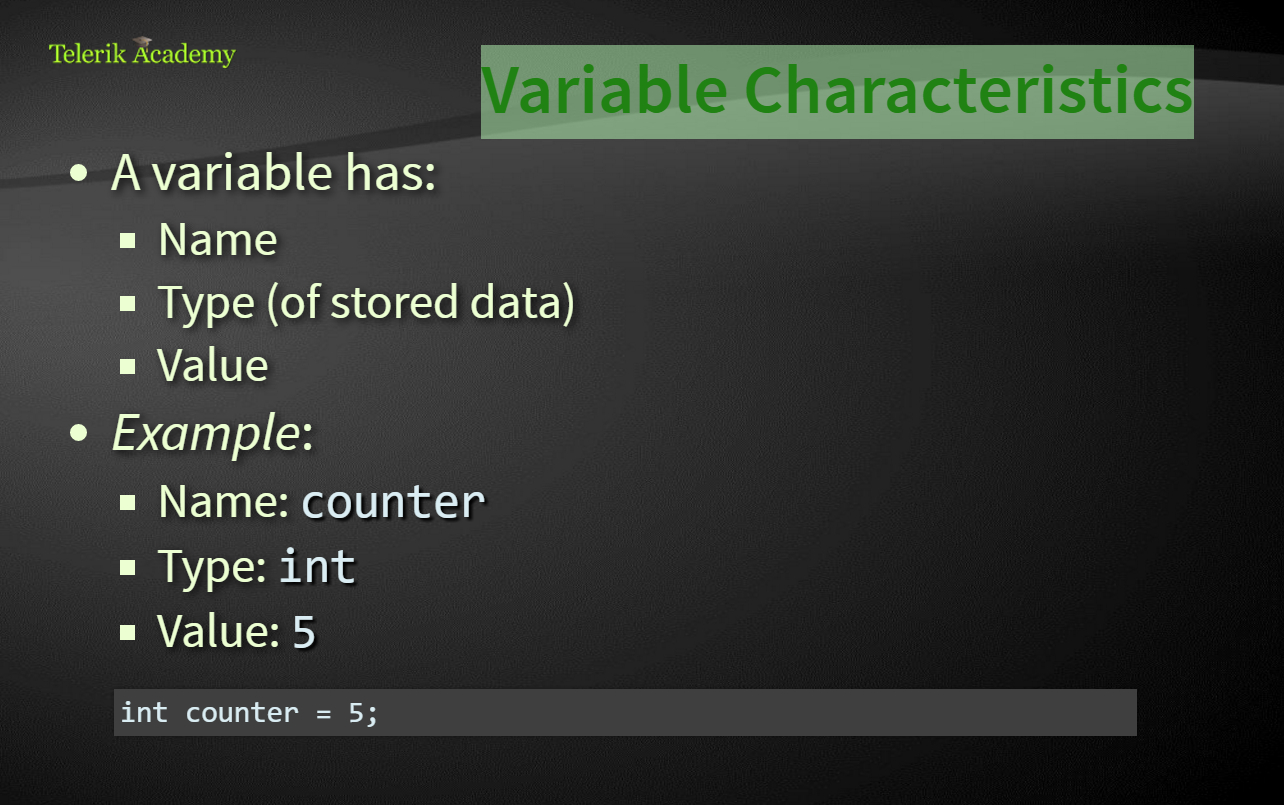 Telerik Academy
Variable Characteristics
• A variable has:
▪ Name
▪ Type (of stored data)
▪ Value
• Example:
▪ Name: counter
▪ Type: int
▪ Value: 5
int counter = 5;